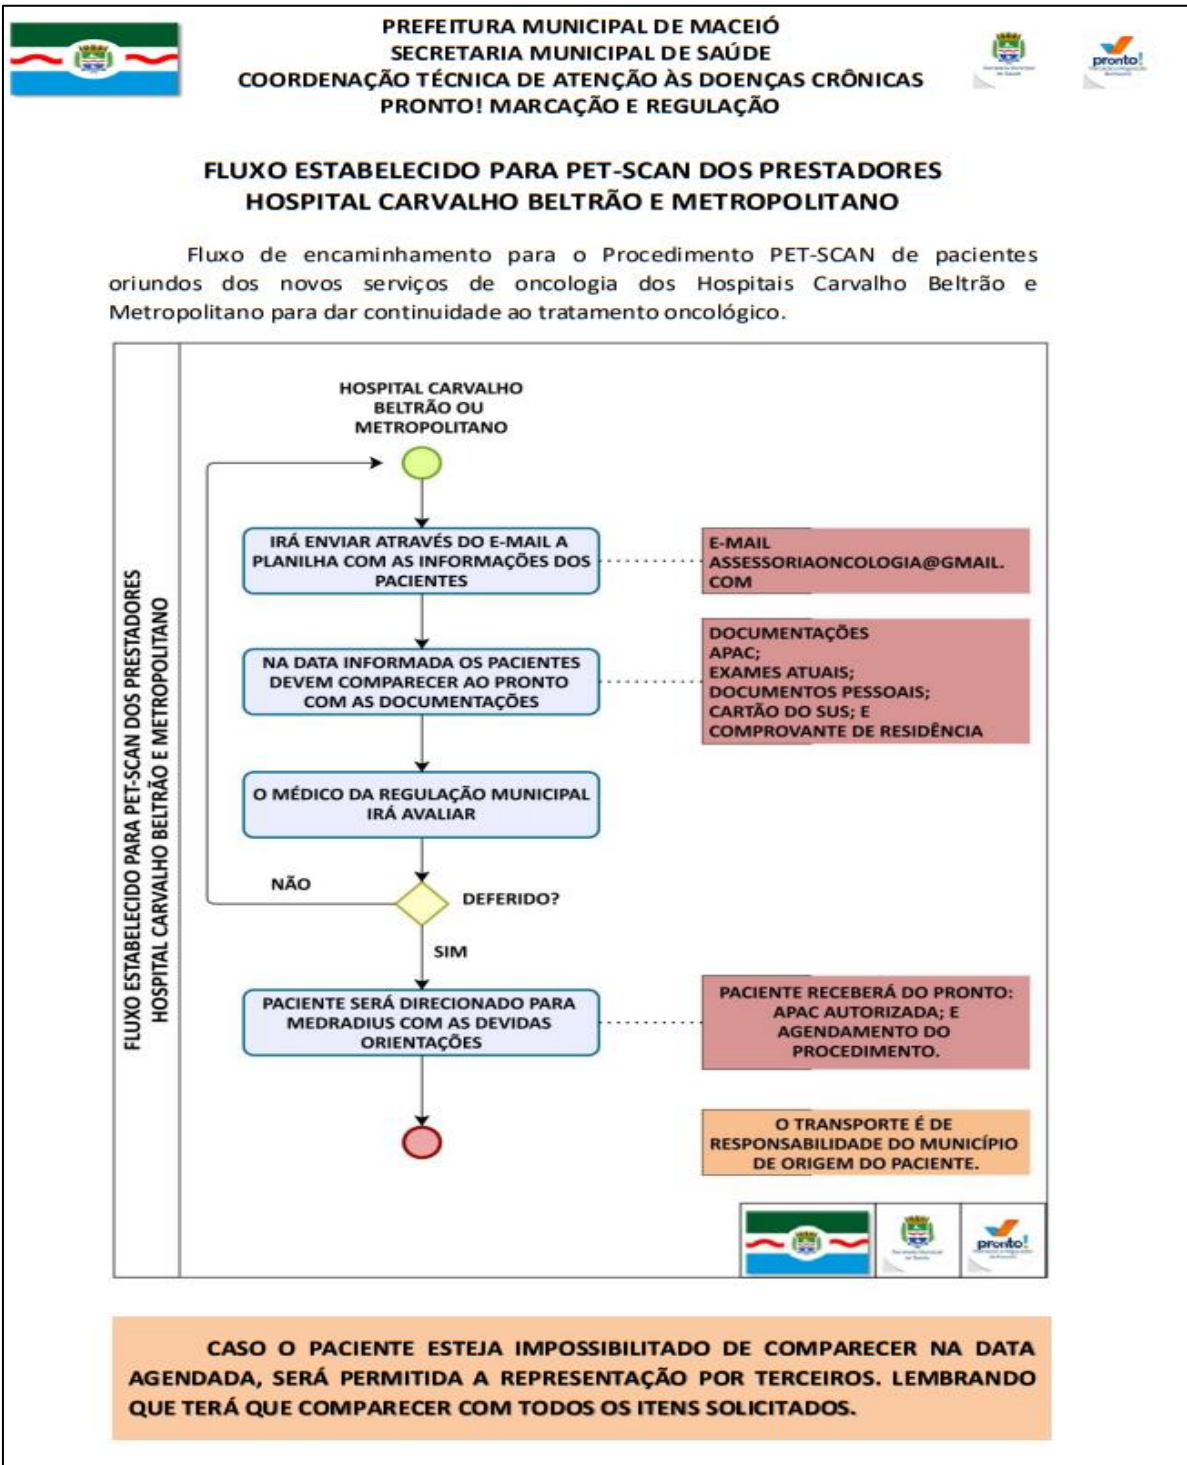 PREFEITURA MUNICIPAL DE MACEIÓ
SECRETARIA MUNICIPAL DE SAÚDE
COORDENAÇÃO TÉCNICA DE ATENÇÃO ÀS DOENÇAS CRÔNICAS
PRONTO! MARCAÇÃO E REGULAÇÃO
pronto!
FLUXO ESTABELECIDO PARA PET-SCAN DOS PRESTADORES
HOSPITAL CARVALHO BELTRÃO E METROPOLITANO
Fluxo de encaminhamento para o Procedimento PET-SCAN de pacientes
oriundos dos novos serviços de oncologia dos Hospitais Carvalho Beltrão e
Metropolitano para dar continuidade ao tratamento oncológico.
FLUXO ESTABELECIDO PARA PET-SCAN DOS PRESTADORES
HOSPITAL CARVALHO BELTRÃO E METROPOLITANO
HOSPITAL CARVALHO
BELTRÃO OU
METROPOLITANO
IRÁ ENVIAR ATRAVÉS DO E-MAIL A
PLANILHA COM AS INFORMAÇÕES DOS
PACIENTES
E-MAIL
ASSESSORIAONCOLOGIA@GMAIL.
COM
NA DATA INFORMADA OS PACIENTES
DEVEM COMPARECER AO PRONTO
COM AS DOCUMENTAÇÕES
DOCUMENTAÇÕES
APAC;
EXAMES ATUAIS;
DOCUMENTOS PESSOAIS;
CARTÃO DO SUS; E
COMPROVANTE DE RESIDÊNCIA
O MÉDICO DA REGULAÇÃO MUNICIPAL
IRÁ AVALIAR
NÃO
DEFERIDO?
SIM
PACIENTE SERÁ DIRECIONADO PARA
MEDRADIUS COM AS DEVIDAS
ORIENTAÇÕES
PACIENTE RECEBERÁ DO PRONTO:
APAC AUTORIZADA; E
AGENDAMENTO DO
PROCEDIMENTO.
O TRANSPORTE É DE
RESPONSABILIDADE DO MUNICÍPIO
DE ORIGEM DO PACIENTE.
pronto!
CASO O PACIENTE ESTEJA IMPOSSIBILITADO DE COMPARECER NA DATA
AGENDADA, SERÁ PERMITIDA A REPRESENTAÇÃO POR TERCEIROS. LEMBRANDO
QUE TERÁ QUE COMPARECER COM TODOS OS ITENS SOLICITADOS.